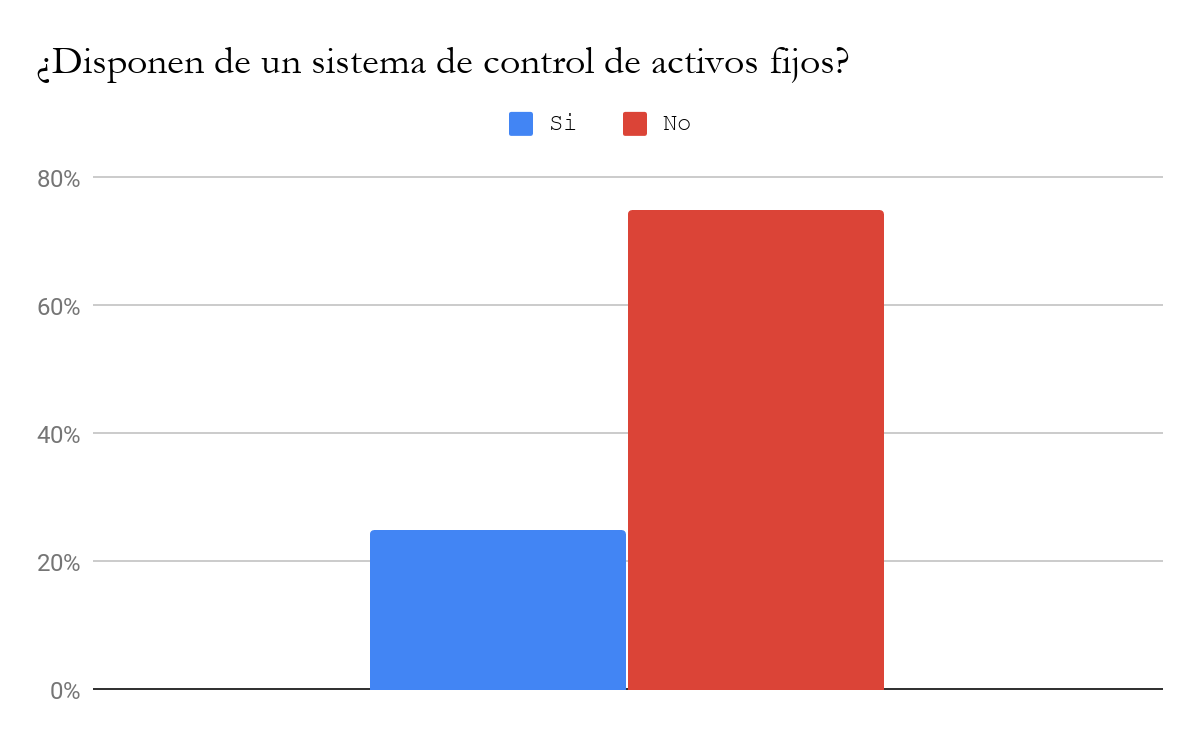 ¿Disponen de un sistema de control de activos fijos?
Si No
80%
60%
40%
20%
0%